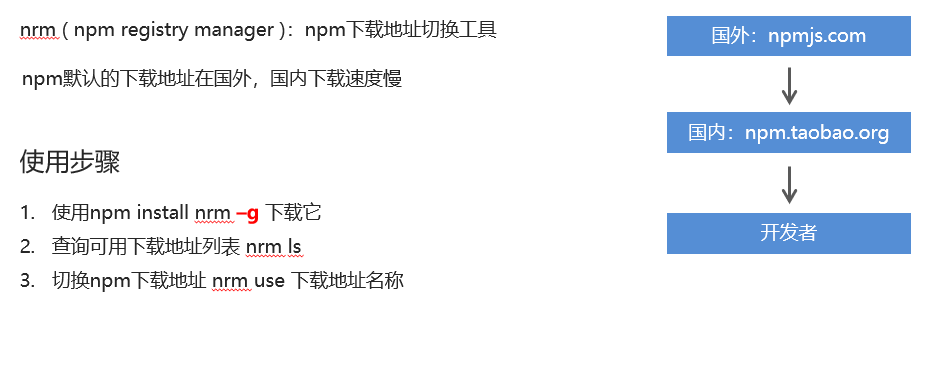 nrm ( npm registry manager )：npm下载地址切换工具
npm默认的下载地址在国外，国内下载速度慢
使用步骤
1. 使用npm install nrm –g 下载它
2. 查询可用下载地址列表 nrm ls
3. 切换npm下载地址 nrm use 下载地址名称
国外：npmjs.com
国内：npm.taobao.org
开发者